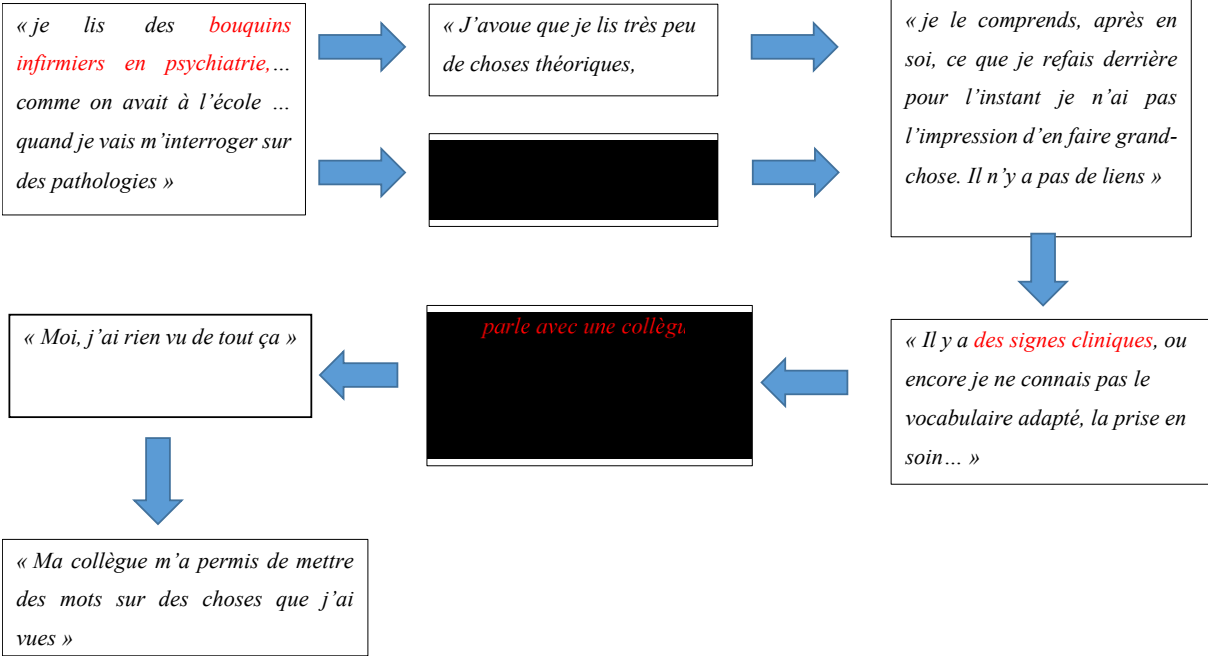 « je lis des bouquins
infirmiers en psychiatrie,…
comme on avait à l’école …
quand je vais m’interroger sur
des pathologies »
« J’avoue que je lis très peu
de choses théoriques,
« je le comprends, après en
soi, ce que je refais derrière
pour l’instant je n’ai pas
l’impression d’en faire grand-
chose. Il n’y a pas de liens »
« Il y a des signes cliniques, ou
encore je ne connais pas le
vocabulaire adapté, la prise en
soin… »
parle avec une
« Moi, j’ai rien vu de tout ça »
« Ma collègue m’a permis de mettre
des mots sur des choses que j’ai
vues »